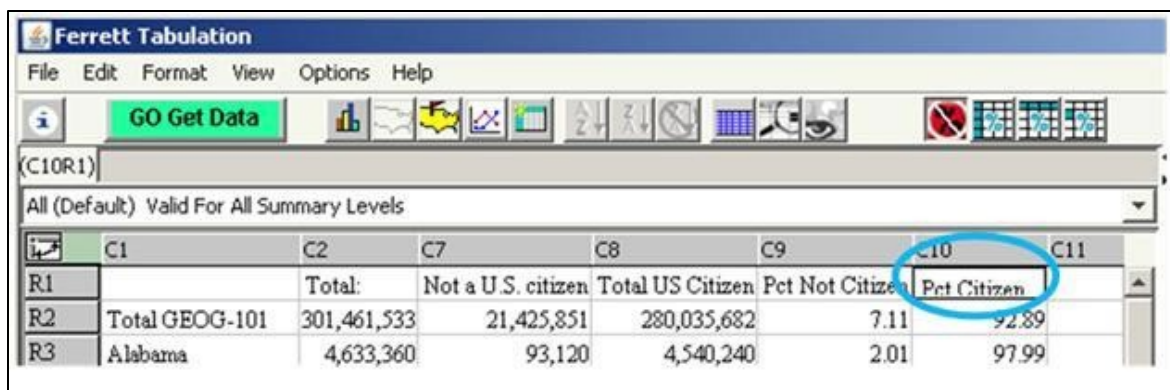 Ferrett Tabulation
File Edit Format View Options Help
GO Get Data
(C10R1)
All (Default) Valid For All Summary Levels
C1 C2 C7 C8 C9 C10 C11
R1 Total: Not a U.S. citizen Total US Citizen Pct Not Citizen Pct Citizen
R2 Total GEOG-101 301,461,533 21,425,851 280,035,682 7.11 92.89
R3 Alabama 4,633,360 93,120 4,540,240 2.01 97.99